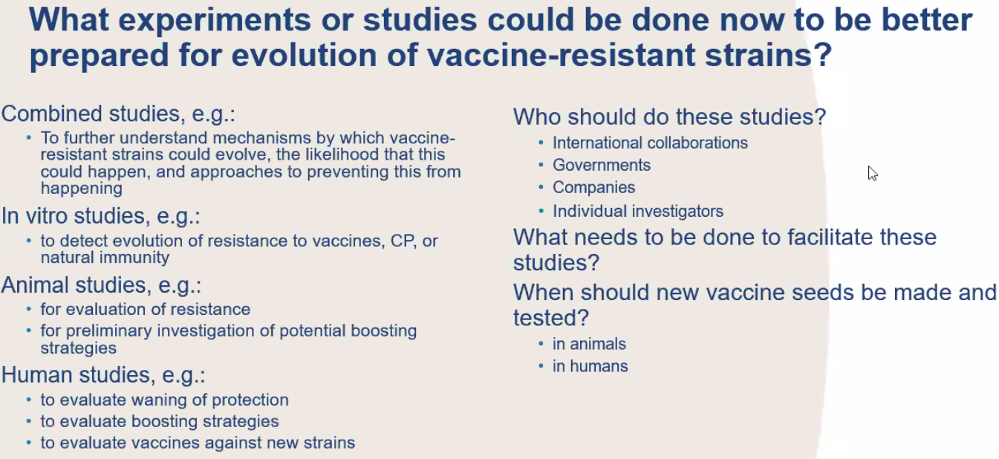 What experiments or studies could be done now to be better
prepared for evolution of vaccine-resistant strains?
Combined studies, e.g.:
• To further understand mechanisms by which vaccine-
resistant strains could evolve, the likelihood that this
could happen, and approaches to preventing this from
happening
In vitro studies, e.g.:
• to detect evolution of resistance to vaccines, CP, or
natural immunity
Animal studies, e.g.:
• for evaluation of resistance
• for preliminary investigation of potential boosting
strategies
Human studies, e.g.:
• to evaluate waning of protection
• to evaluate boosting strategies
• to evaluate vaccines against new strains
Who should do these studies?
• International collaborations
• Governments
• Companies
• Individual investigators
What needs to be done to facilitate these
studies?
When should new vaccine seeds be made and
tested?
• in animals
• in humans